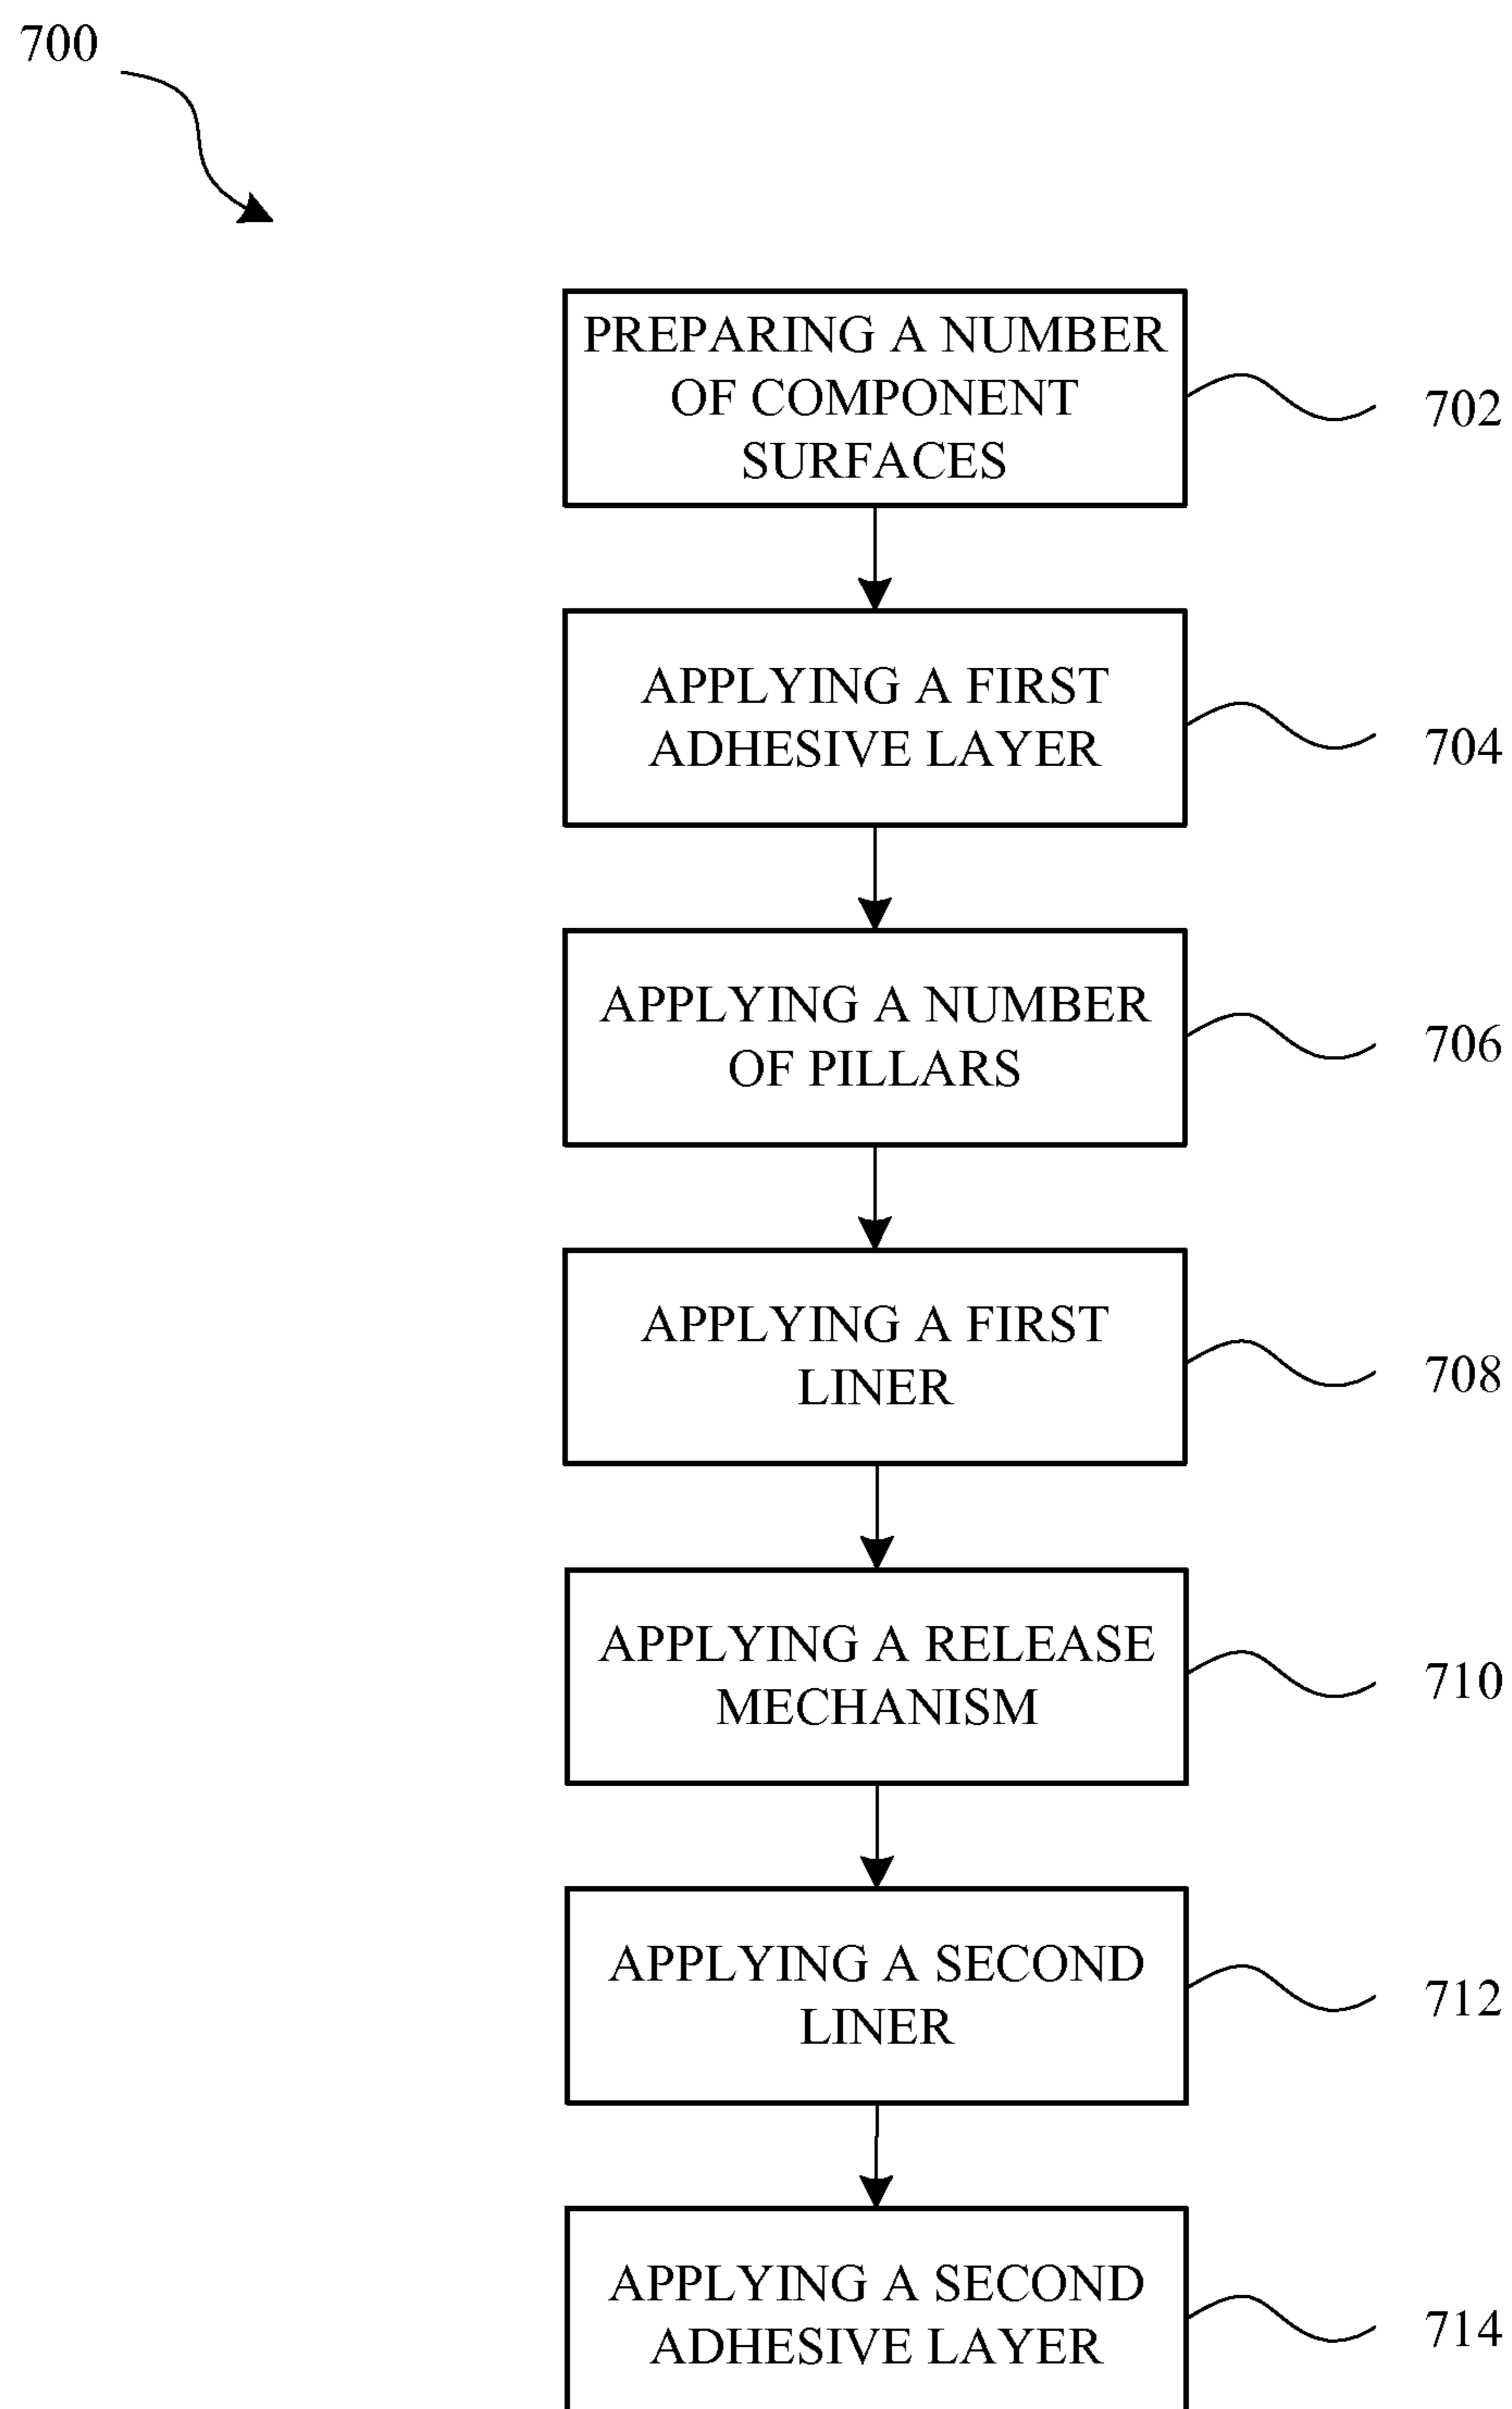 700
PREPARING A NUMBER
OF COMPONENT
SURFACES
702
APPLYING A FIRST
ADHESIVE LAYER
704
APPLYING A NUMBER
OF PILLARS
706
APPLYING A FIRST
LINER
708
APPLYING A RELEASE
MECHANISM
710
APPLYING A SECOND
LINER
712
APPLYING A SECOND
ADHESIVE LAYER
714